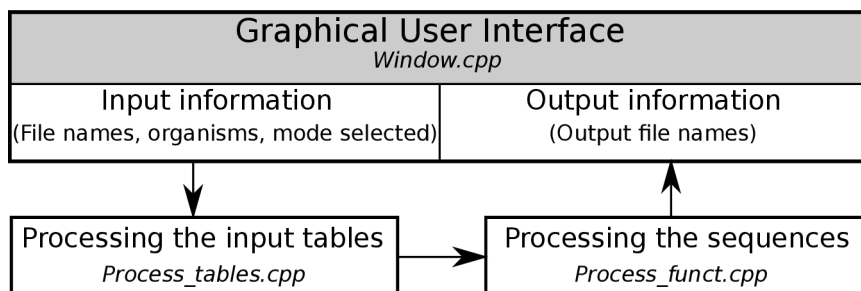 Graphical User Interface
Window.cpp
Input information
(File names, organisms, mode selected)
Output information
(Output file names)
Processing the input tables
Process_tables.cpp
Processing the sequences
Process_funct.cpp